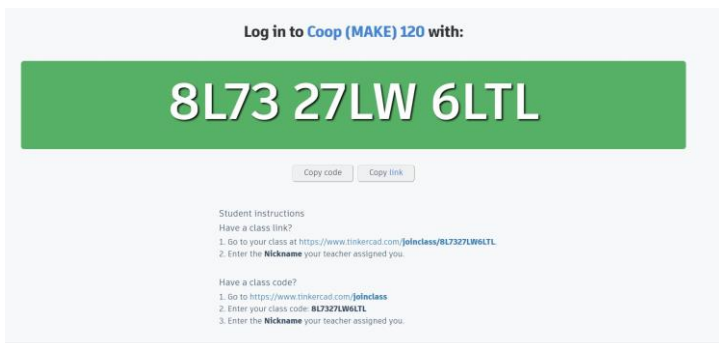 Log in to Coop (MAKE) 120 with:
8L73 27LW 6LTL
Copy code Copy link
Student instructions
Have a class link?
1. Go to your class at https://www.tinkercad.com/joinclass/8L7327LW6LTL.
2. Enter the Nickname your teacher assigned you.
Have a class code?
1. Go to https://www.tinkercad.com/joinclass
2. Enter your class code: 8L7327LW6LTL
3. Enter the Nickname your teacher assigned you.